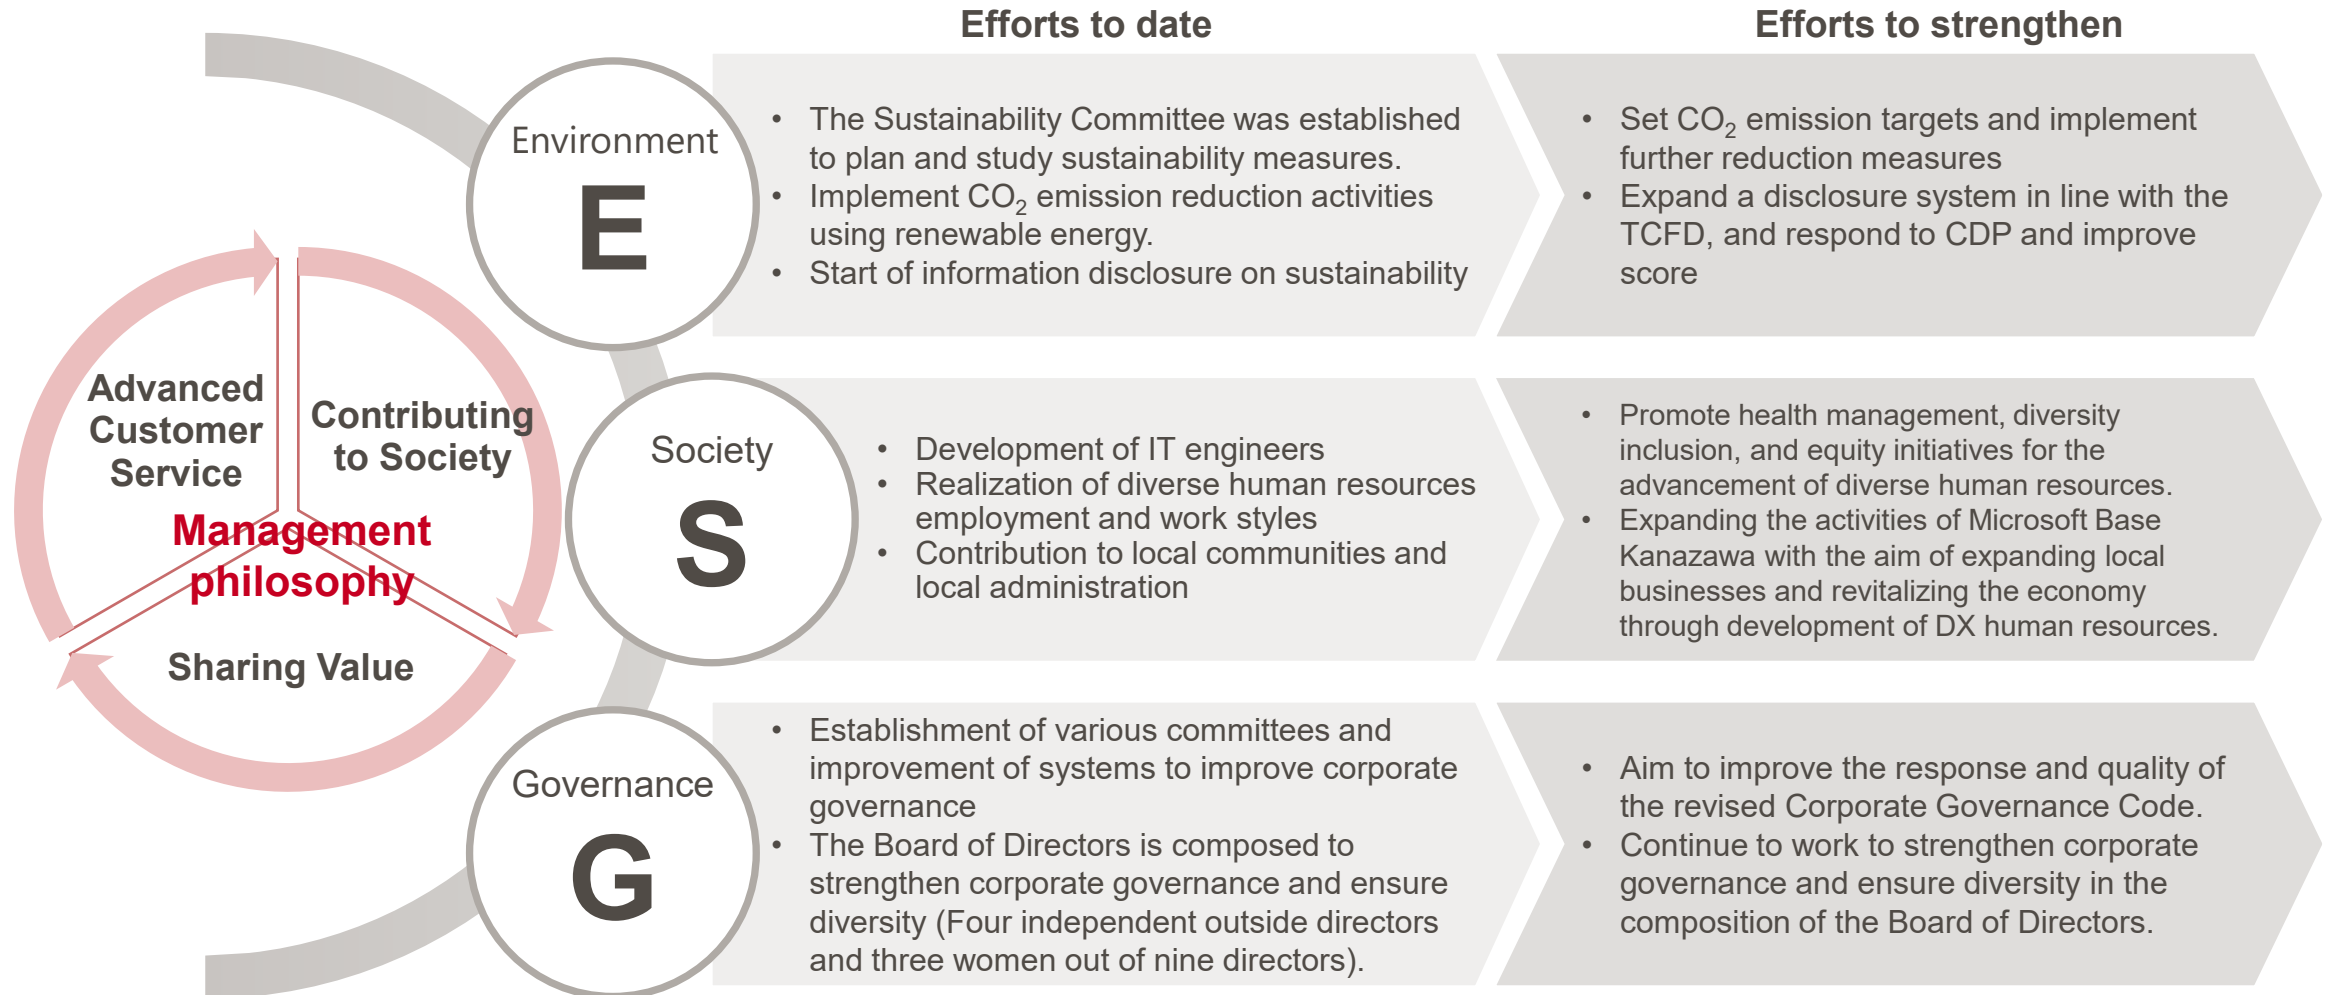 Efforts to date
Efforts to strengthen
Environment
E
• The Sustainability Committee was established
to plan and study sustainability measures.
• Implement CO₂ emission reduction activities
using renewable energy.
• Start of information disclosure on sustainability
• Set CO₂ emission targets and implement
further reduction measures
• Expand a disclosure system in line with the
TCFD, and respond to CDP and improve
score
Advanced
Customer
Service
Contributing
to Society
Management
philosophy
Sharing Value
Society
S
• Development of IT engineers
• Realization of diverse human resources
employment and work styles
• Contribution to local communities and
local administration
• Promote health management, diversity
inclusion, and equity initiatives for the
advancement of diverse human resources.
• Expanding the activities of Microsoft Base
Kanazawa with the aim of expanding local
businesses and revitalizing the economy
through development of DX human resources.
Governance
G
• Establishment of various committees and
improvement of systems to improve corporate
governance
• The Board of Directors is composed to
strengthen corporate governance and ensure
diversity (Four independent outside directors
and three women out of nine directors).
• Aim to improve the response and quality of
the revised Corporate Governance Code.
• Continue to work to strengthen corporate
governance and ensure diversity in the
composition of the Board of Directors.